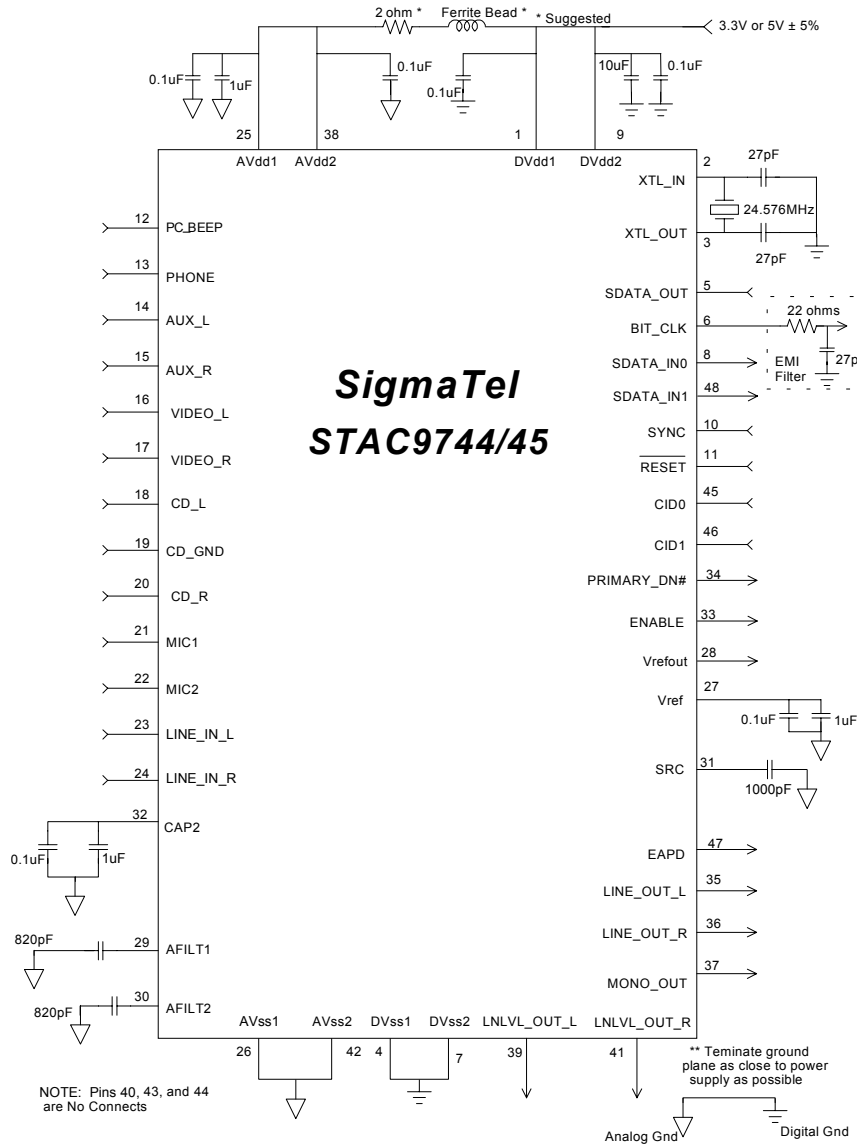 2 ohm *
Ferrite Bead *
* Suggested
3.3V or 5V ± 5%
0.1uF
1uF
0.1uF
0.1uF
10uF
0.1uF
25
38
1
9
AVdd1
AVdd2
DVdd1
DVdd2
2
27pF
XTL_IN
24.576MHz
XTL_OUT
3
27pF
12
PC_BEEP
13
PHONE
14
AUX_L
15
AUX_R
16
VIDEO_L
17
VIDEO_R
18
CD_L
19
CD_GND
20
CD_R
21
MIC1
22
MIC2
23
LINE_IN_L
24
LINE_IN_R
32
CAP2
0.1uF
1uF
820pF
29
AFILT1
820pF
30
AFILT2
SigmaTel
STAC9744/45
SDATA_OUT
5
BIT_CLK
6
22 ohms
27p
EMI
Filter
SDATA_IN0
8
SDATA_IN1
48
SYNC
10
RESET
11
CID0
45
CID1
46
PRIMARY_DN#
34
ENABLE
33
Vrefout
28
Vref
27
0.1uF
1uF
SRC
31
1000pF
EAPD
47
LINE_OUT_L
35
LINE_OUT_R
36
MONO_OUT
37
AVss1
AVss2
DVss1
DVss2
LNLVL_OUT_L
LNLVL_OUT_R
26
42
4
7
39
41
NOTE: Pins 40, 43, and 44
are No Connects
** Teminate ground
plane as close to power
supply as possible
Analog Gnd
Digital Gnd